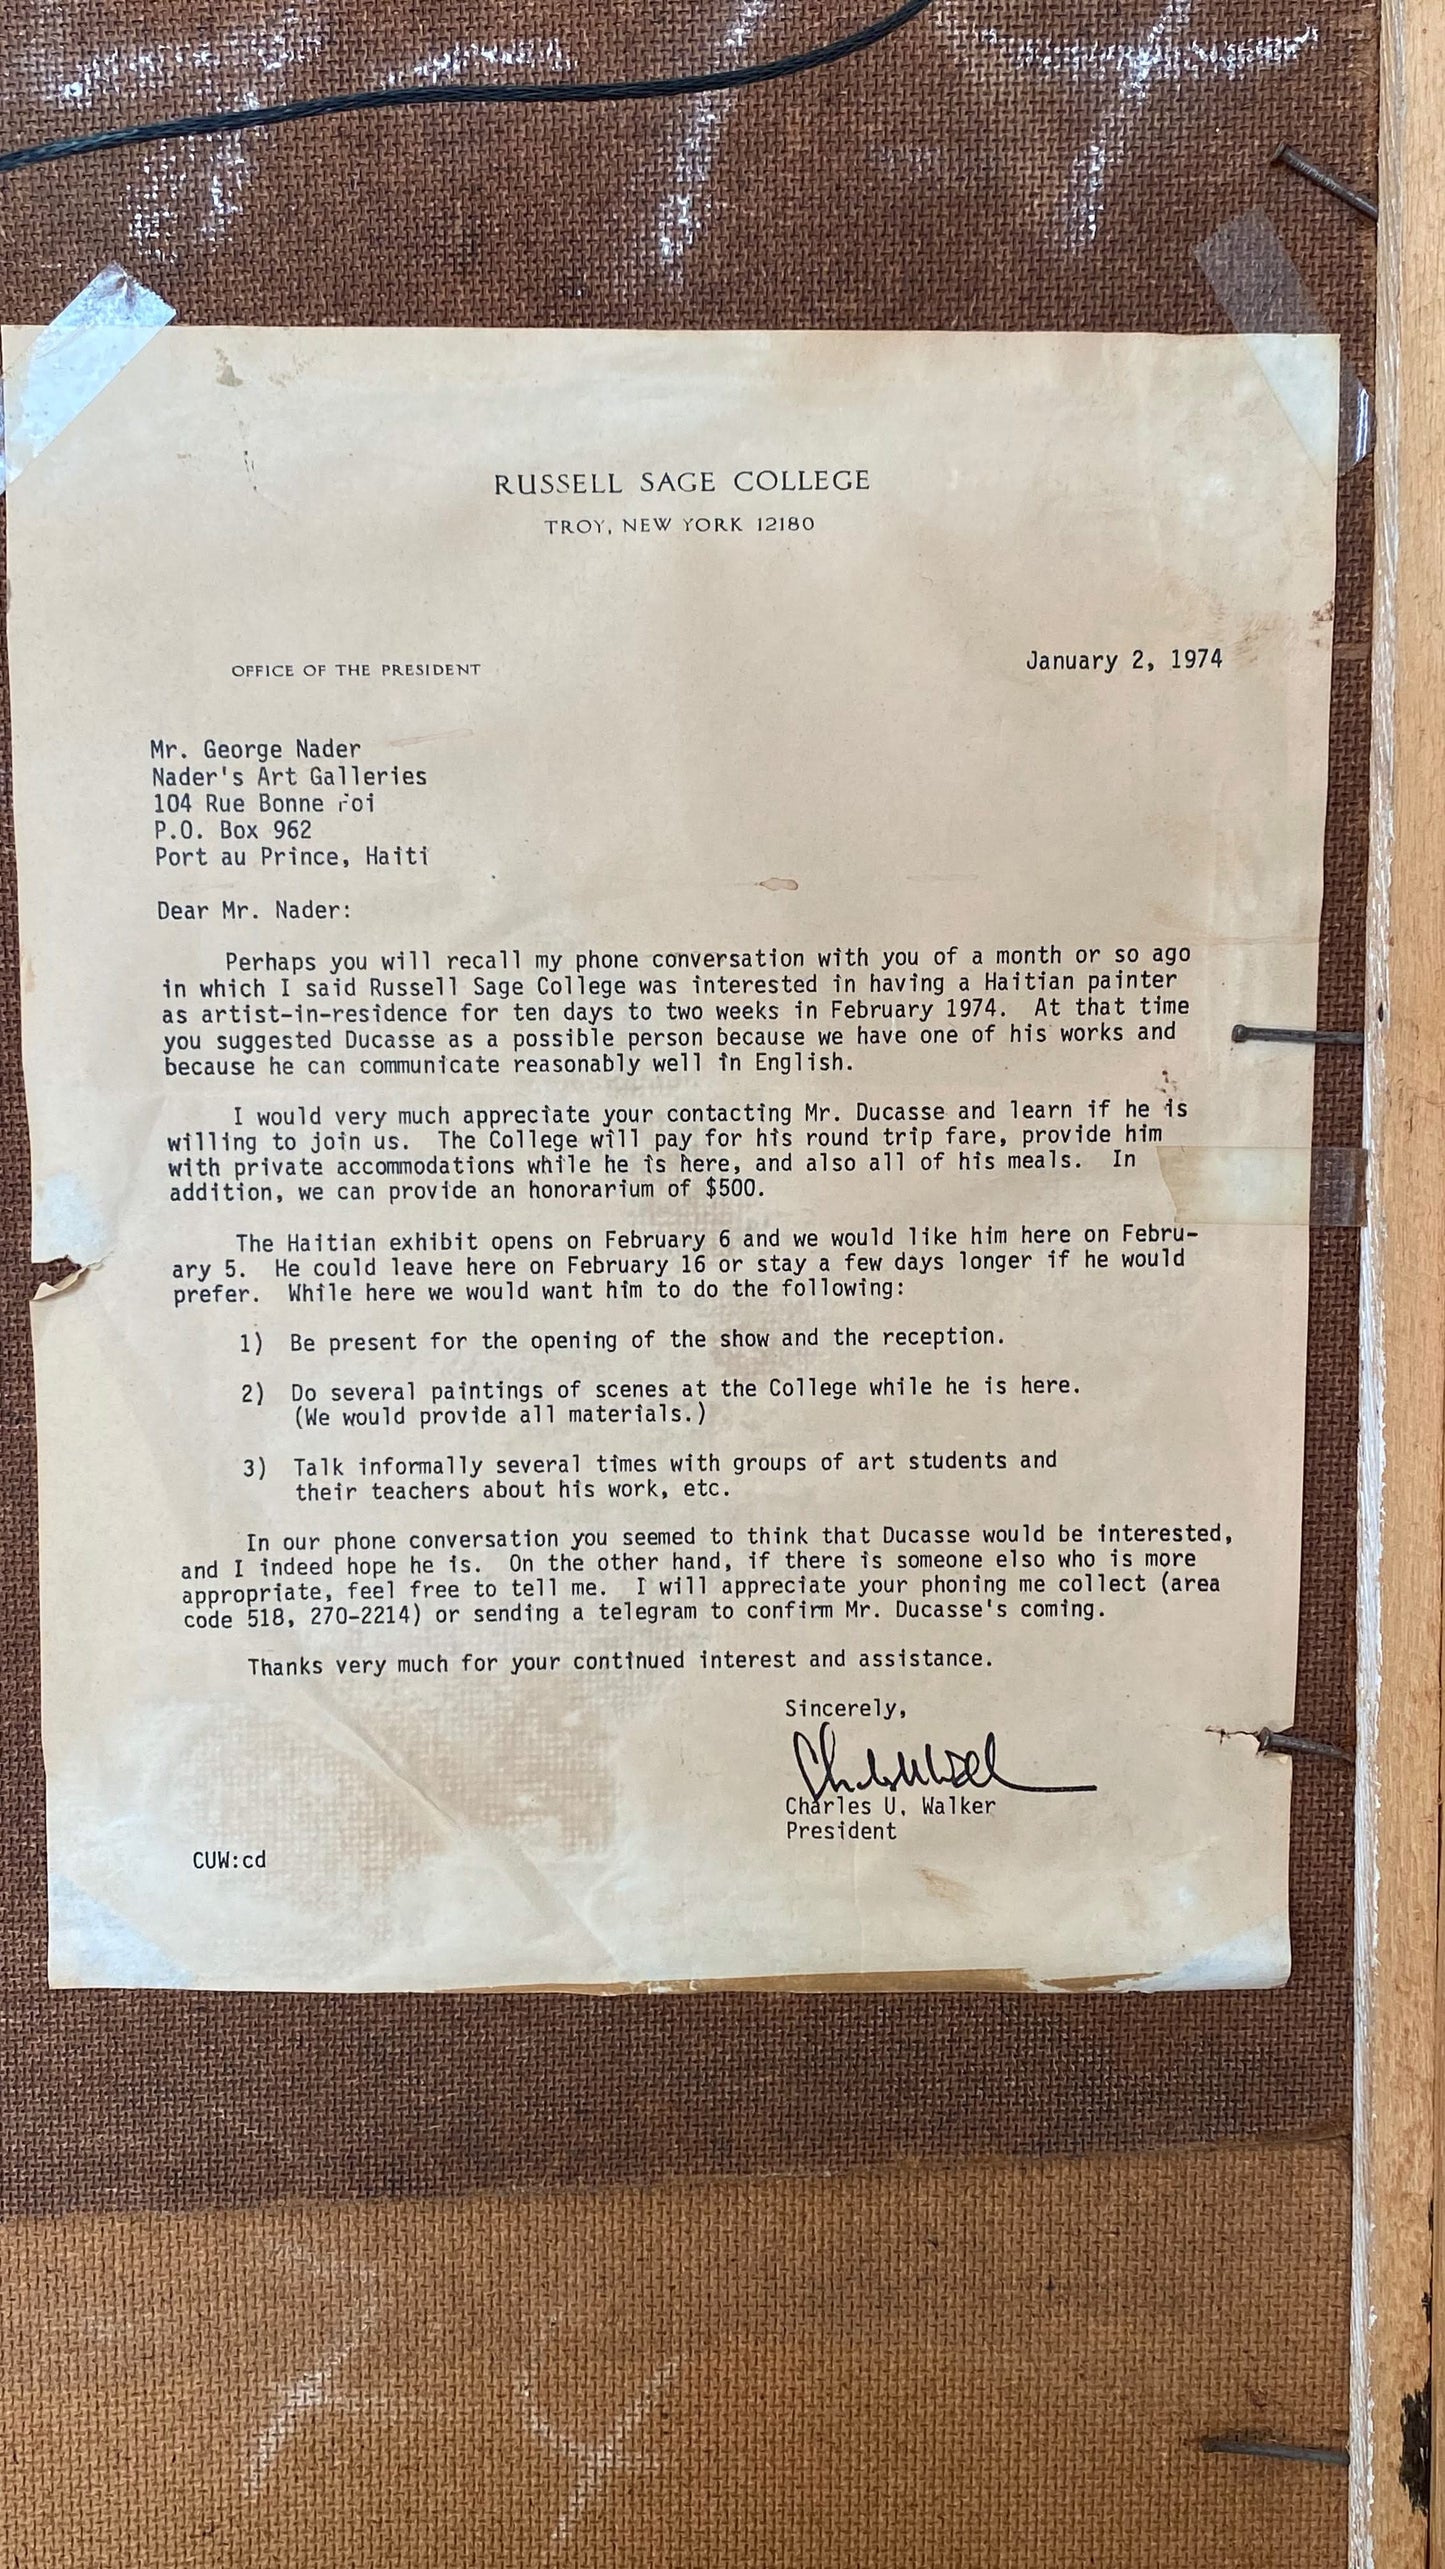 RUSSELL SAGE COLLEGE
TROY, NEW YORK 12180
OFFICE OF THE PRESIDENT
January 2, 1974
Mr. George Nader
Nader's Art Galleries
104 Rue Bonne Foi
P.O. Box 962
Port au Prince, Haiti
Dear Mr. Nader:
Perhaps you will recall my phone conversation with you of a month or so ago
in which I said Russell Sage College was interested in having a Haitian painter
as artist-in-residence for ten days to two weeks in February 1974. At that time
you suggested Ducasse as a possible person because we have one of his works and
because he can communicate reasonably well in English.
I would very much appreciate your contacting Mr. Ducasse and learn if he is
willing to join us. The College will pay for his round trip fare, provide him
with private accommodations while he is here, and also all of his meals. In
addition, we can provide an honorarium of $500.
The Haitian exhibit opens on February 6 and we would like him here on Febru-
ary 5. He could leave here on February 16 or stay a few days longer if he would
prefer. While here we would want him to do the following:
1) Be present for the opening of the show and the reception.
2) Do several paintings of scenes at the College while he is here.
(We would provide all materials.)
3) Talk informally several times with groups of art students and
their teachers about his work, etc.
In our phone conversation you seemed to think that Ducasse would be interested,
and I indeed hope he is. On the other hand, if there is someone elso who is more
appropriate, feel free to tell me. I will appreciate your phoning me collect (area
code 518, 270-2214) or sending a telegram to confirm Mr. Ducasse's coming.
Thanks very much for your continued interest and assistance.
Sincerely,
Charles U. Walker
President
CUW:cd